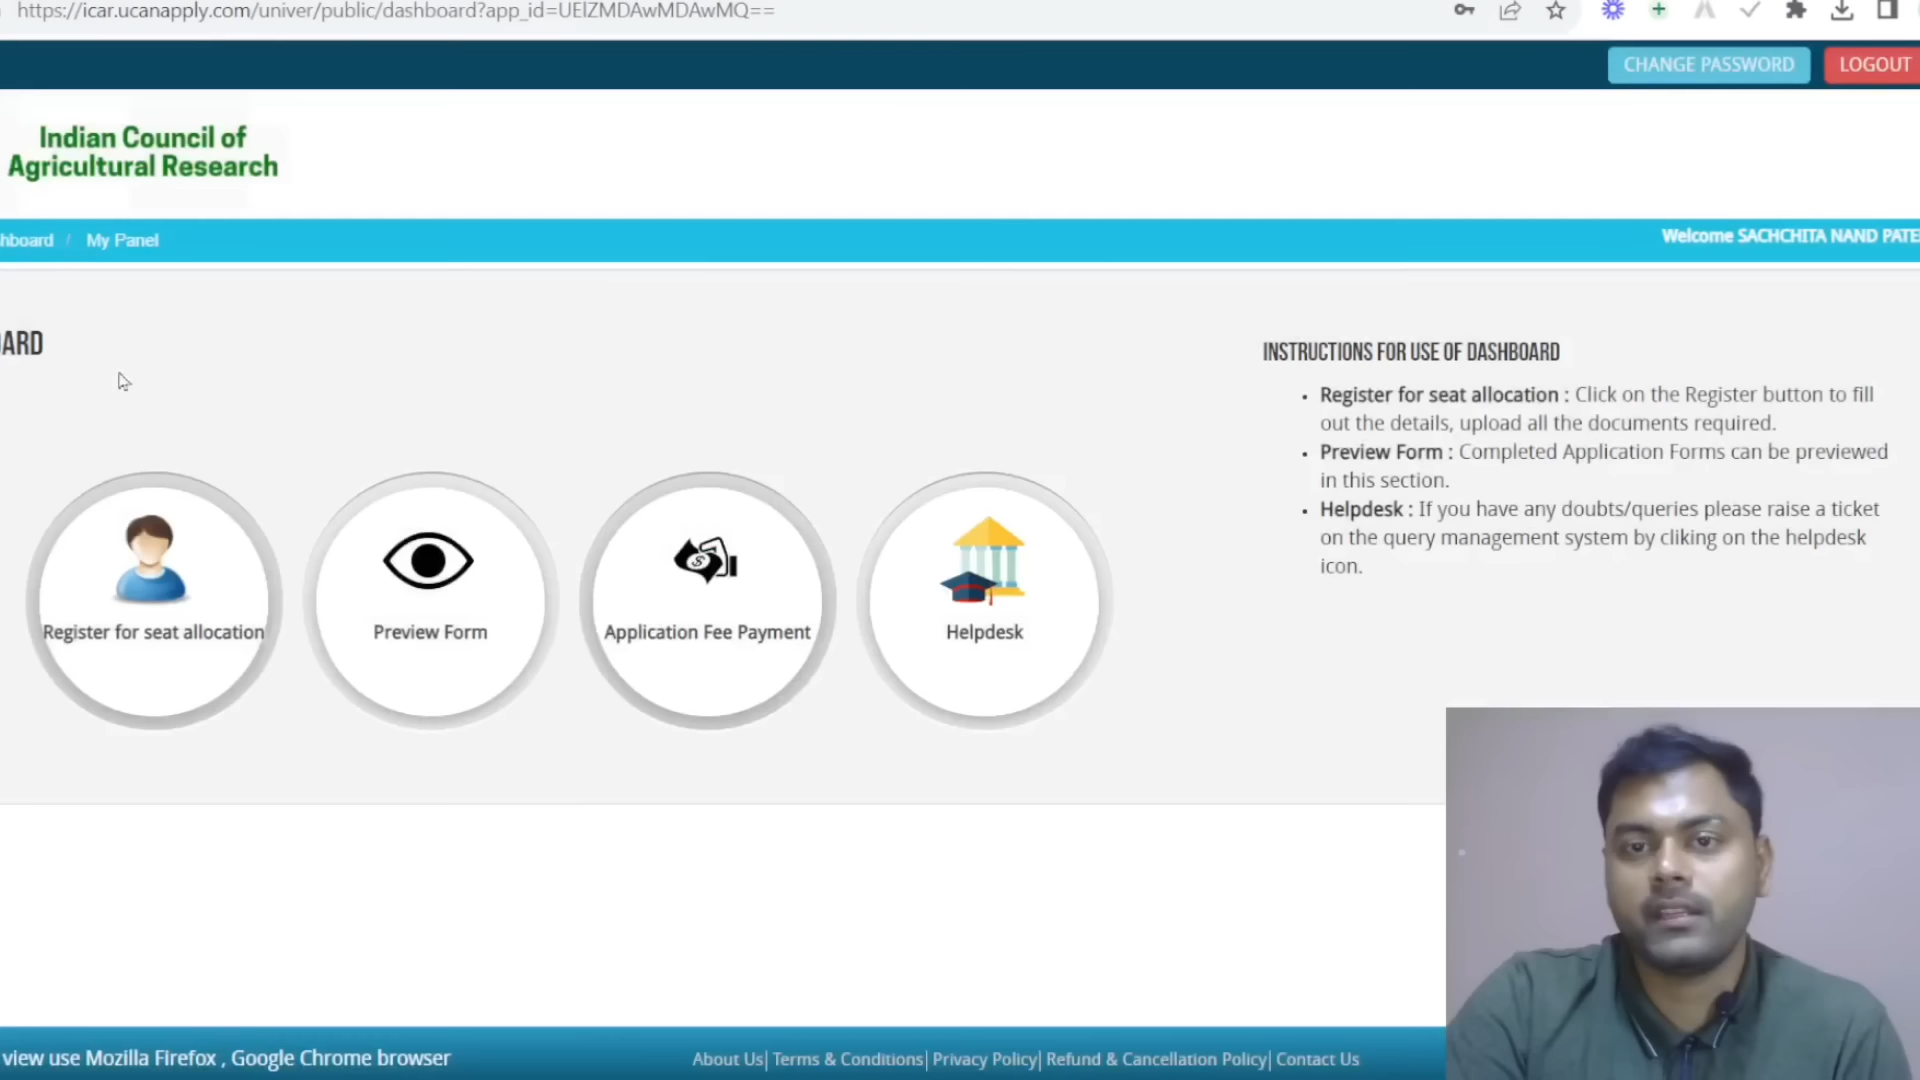 https://icar.ucanapply.com/univer/public/dashboard?app_id=UElZMDAwMDAwMQ==
CHANGE PASSWORD
LOGOUT
Indian Council of
Agricultural Research
hboard / My Panel
Welcome SACHCHITA NAND PATE
OARD
INSTRUCTIONS FOR USE OF DASHBOARD
• Register for seat allocation : Click on the Register button to fill
out the details, upload all the documents required.
• Preview Form : Completed Application Forms can be previewed
in this section.
• Helpdesk : If you have any doubts/queries please raise a ticket
on the query management system by cliking on the helpdesk
icon.
Register for seat allocation
Preview Form
Application Fee Payment
Helpdesk
view use Mozilla Firefox , Google Chrome browser
About Us| Terms & Conditions| Privacy Policy| Refund & Cancellation Policy| Contact Us